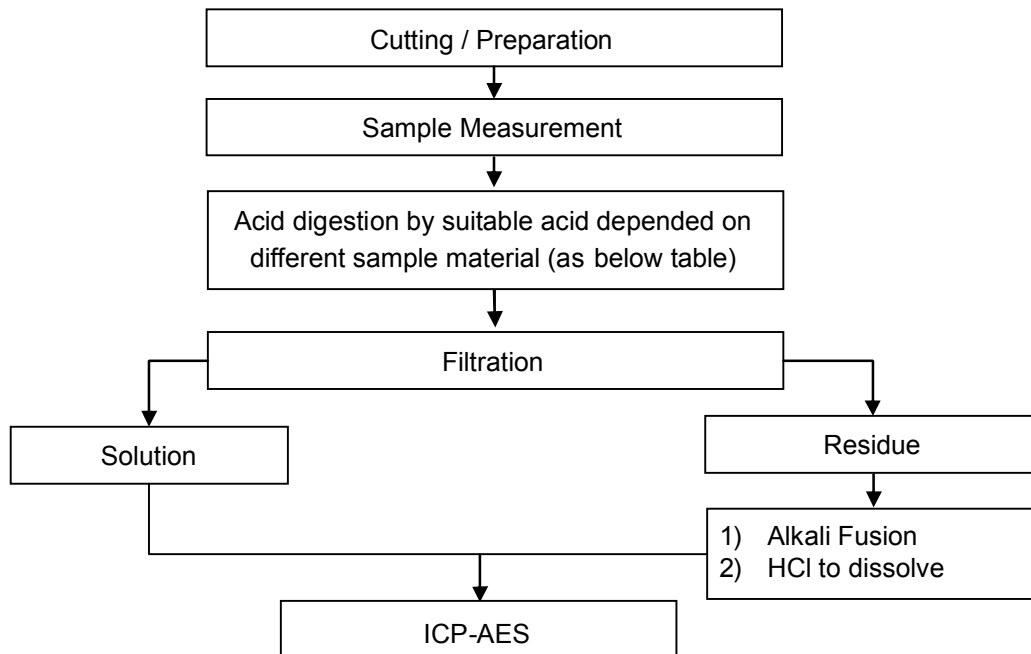 Cutting / Preparation
Sample Measurement
Acid digestion by suitable acid depended on
different sample material (as below table)
Filtration
Solution
Residue
1) Alkali Fusion
2) HCl to dissolve
ICP-AES